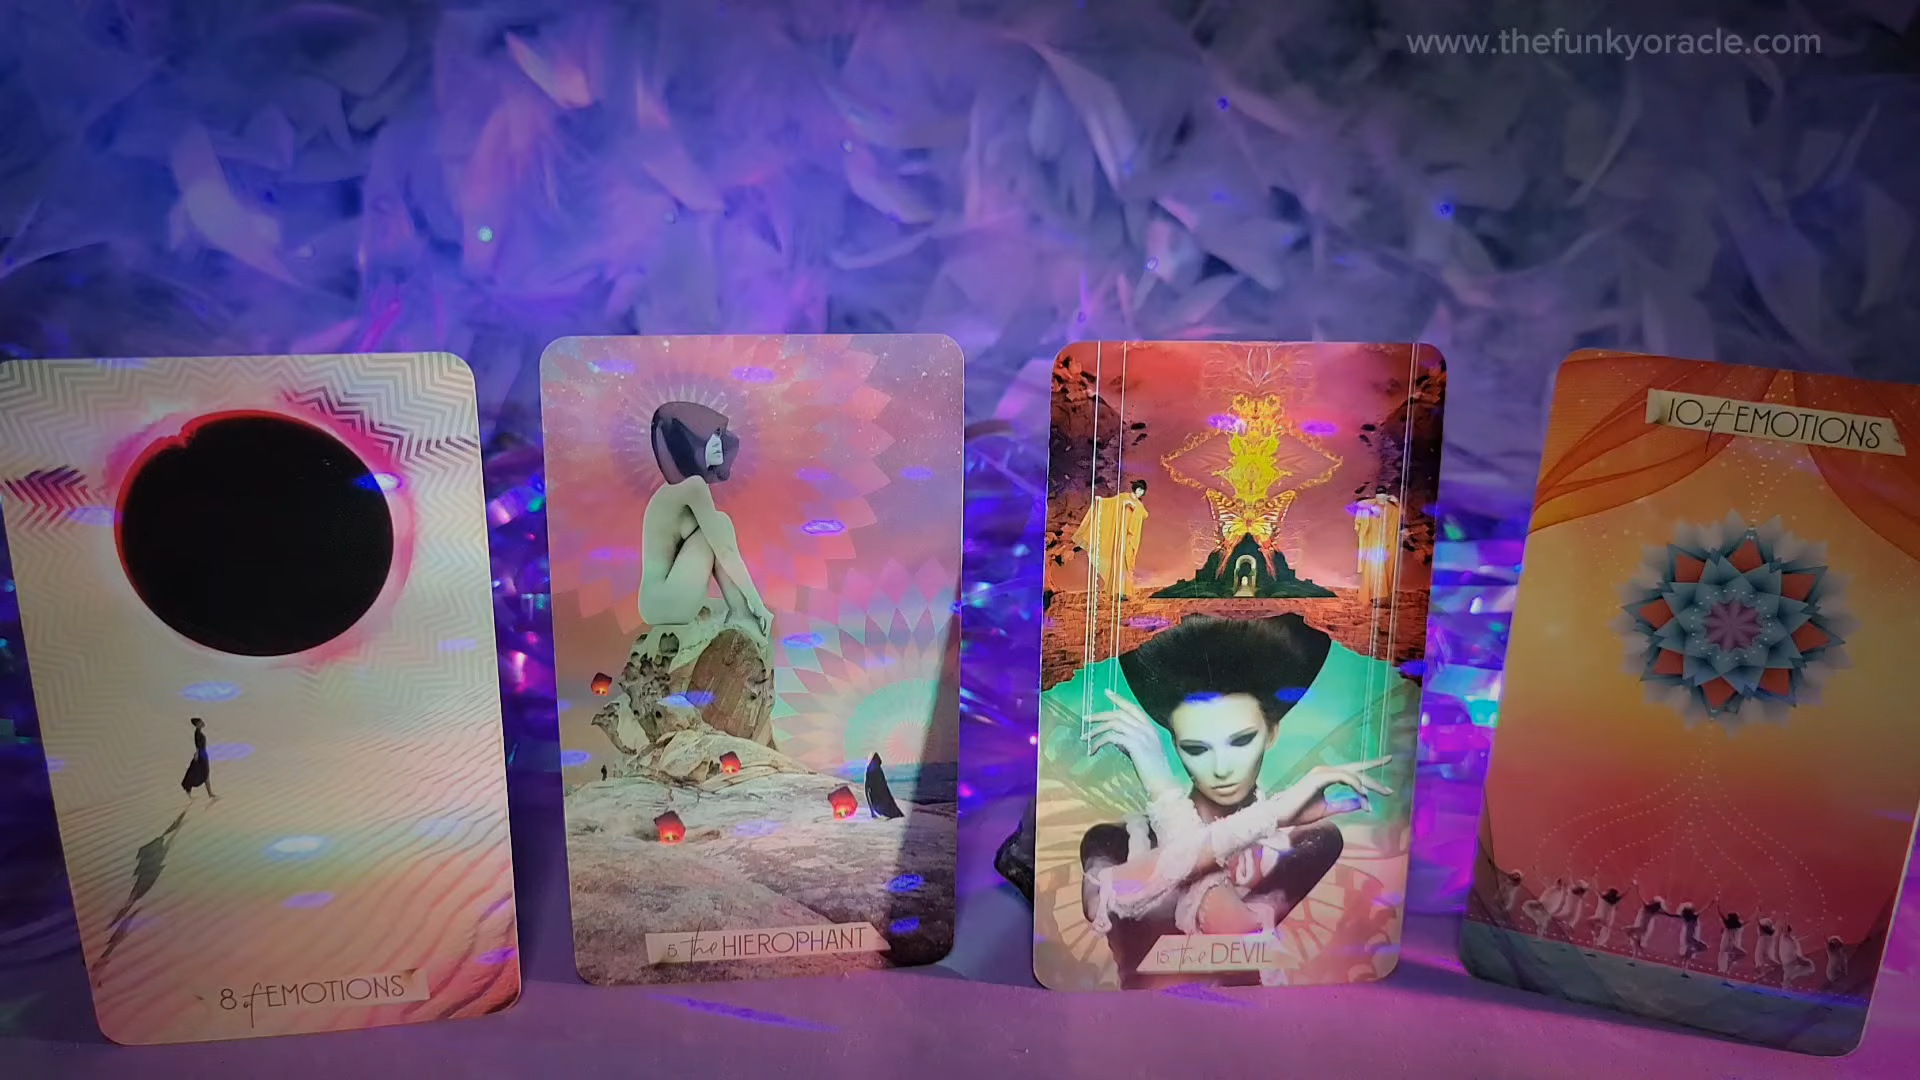 www.thefunkyoracle.com
10 of EMOTIONS
5 the HIEROPHANT
15 the DEVIL
8 of EMOTIONS